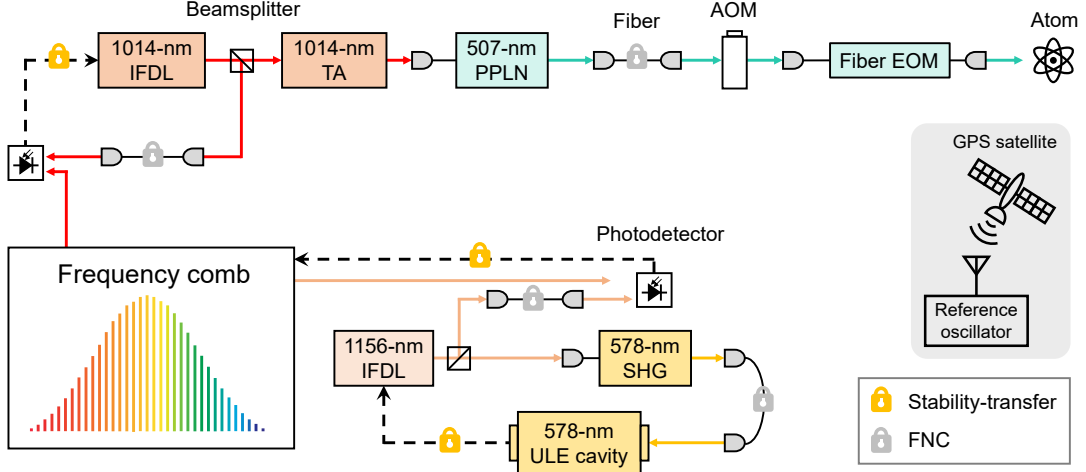 Beamsplitter
Fiber
AOM
Atom
1014-nm
IFDL
1014-nm
TA
507-nm
PPLN
Fiber EOM
GPS satellite
Photodetector
Frequency comb
Reference
oscillator
1156-nm
IFDL
578-nm
SHG
578-nm
ULE cavity
Stability-transfer
FNC